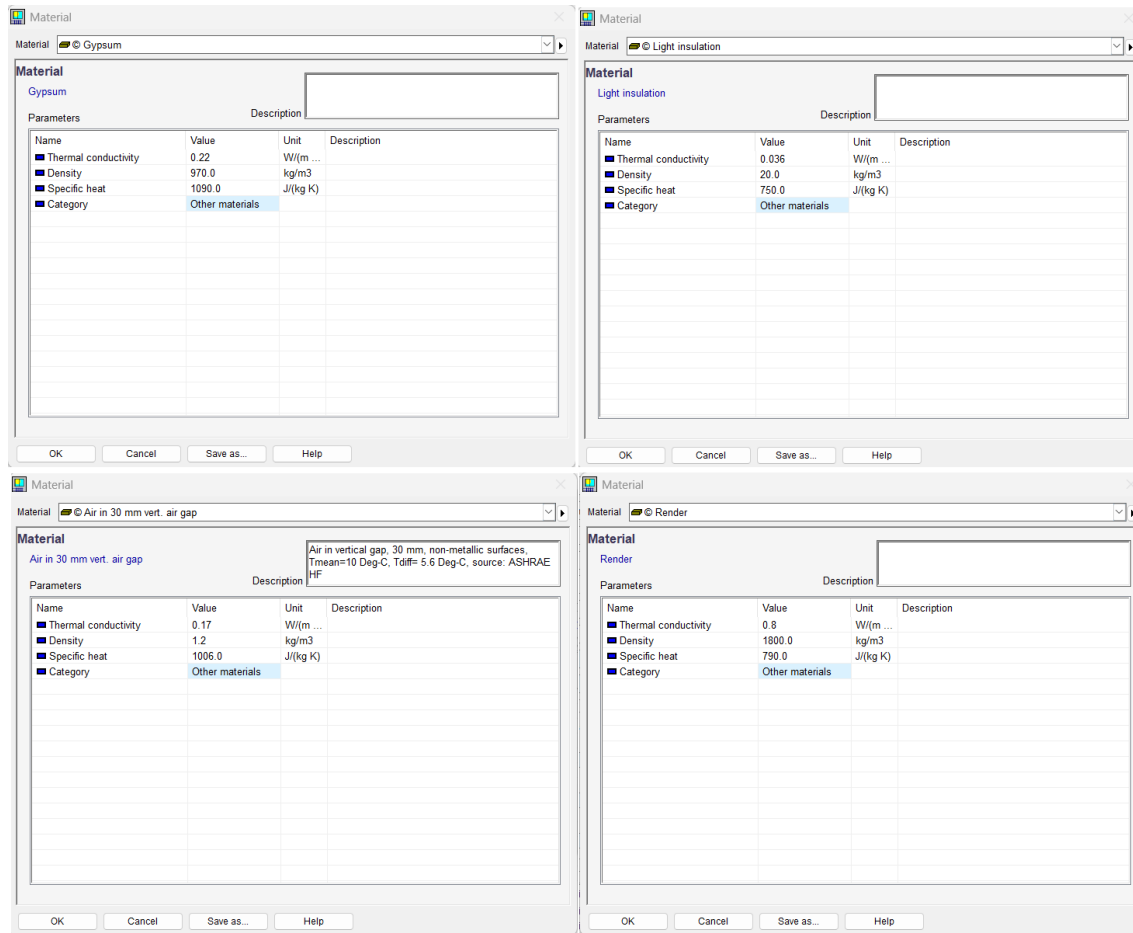 Material
Material © Gypsum
Material
Gypsum
Description
Parameters
Name Value Unit Description
Thermal conductivity 0.22 W/(m ...
Density 970.0 kg/m3
Specific heat 1090.0 J/(kg K)
Category Other materials
OK Cancel Save as... Help
Material
Material © Light insulation
Material
Light insulation
Description
Parameters
Name Value Unit Description
Thermal conductivity 0.036 W/(m ...
Density 20.0 kg/m3
Specific heat 750.0 J/(kg K)
Category Other materials
OK Cancel Save as... Help
Material
Material © Air in 30 mm vert. air gap
Material
Air in 30 mm vert. air gap
Description
Air in vertical gap, 30 mm, non-metallic surfaces,
Tmean=10 Deg-C, Tdiff= 5.6 Deg-C, source: ASHRAE
HF
Parameters
Name Value Unit Description
Thermal conductivity 0.17 W/(m ...
Density 1.2 kg/m3
Specific heat 1006.0 J/(kg K)
Category Other materials
OK Cancel Save as... Help
Material
Material © Render
Material
Render
Description
Parameters
Name Value Unit Description
Thermal conductivity 0.8 W/(m ...
Density 1800.0 kg/m3
Specific heat 790.0 J/(kg K)
Category Other materials
OK Cancel Save as... Help